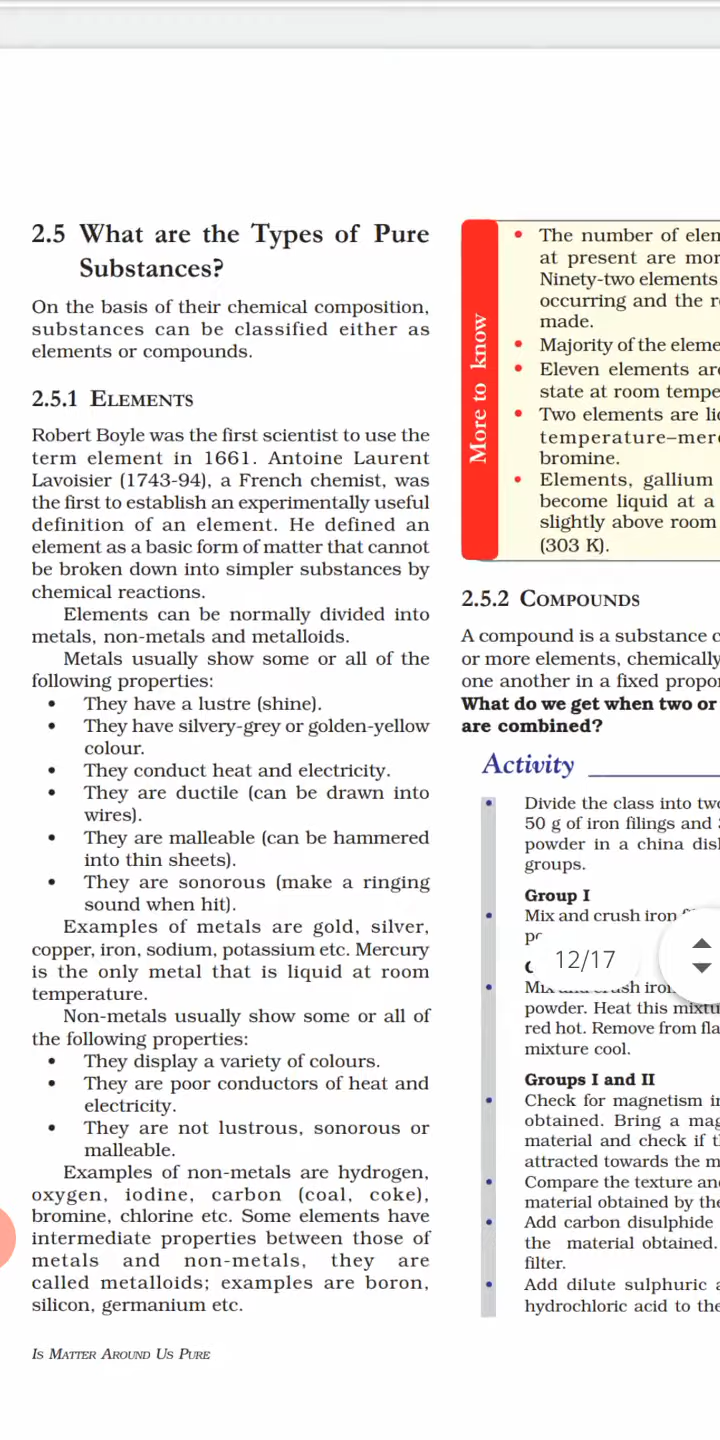 2.5 What are the Types of Pure
Substances?
On the basis of their chemical composition,
substances can be classified either as
elements or compounds.
2.5.1 ELEMENTS
Robert Boyle was the first scientist to use the
term element in 1661. Antoine Laurent
Lavoisier (1743-94), a French chemist, was
the first to establish an experimentally useful
definition of an element. He defined an
element as a basic form of matter that cannot
be broken down into simpler substances by
chemical reactions.
Elements can be normally divided into
metals, non-metals and metalloids.
Metals usually show some or all of the
following properties:
• They have a lustre (shine).
• They have silvery-grey or golden-yellow
colour.
• They conduct heat and electricity.
• They are ductile (can be drawn into
wires).
• They are malleable (can be hammered
into thin sheets).
• They are sonorous (make a ringing
sound when hit).
Examples of metals are gold, silver,
copper, iron, sodium, potassium etc. Mercury
is the only metal that is liquid at room
temperature.
Non-metals usually show some or all of
the following properties:
• They display a variety of colours.
• They are poor conductors of heat and
electricity.
• They are not lustrous, sonorous or
malleable.
Examples of non-metals are hydrogen,
oxygen, iodine, carbon (coal, coke),
bromine, chlorine etc. Some elements have
intermediate properties between those of
metals and non-metals, they are
called metalloids; examples are boron,
silicon, germanium etc.
IS MATTER AROUND US PURE
More to know
• The number of
at present are
Ninety-two elements
occurring and the
made.
• Majority of the
• Eleven elements
state at room
• Two elements are
temperature–
bromine.
• Elements, gallium
become liquid at a
slightly above room
(303 K).
2.5.2 COMPOUNDS
A compound is a substance
or more elements, chemically
one another in a fixed
What do we get when two or
are combined?
Activity
• Divide the class into
50 g of iron filings and
powder in a china
groups.
Group I
• Mix and crush iron
12/17
• Mix and crush
powder. Heat this
red hot. Remove from
mixture cool.
Groups I and II
• Check for magnetism
obtained. Bring a
material and check if
attracted towards the
• Compare the texture
material obtained by the
• Add carbon disulphide
the material obtained.
filter.
• Add dilute sulphuric
hydrochloric acid to the